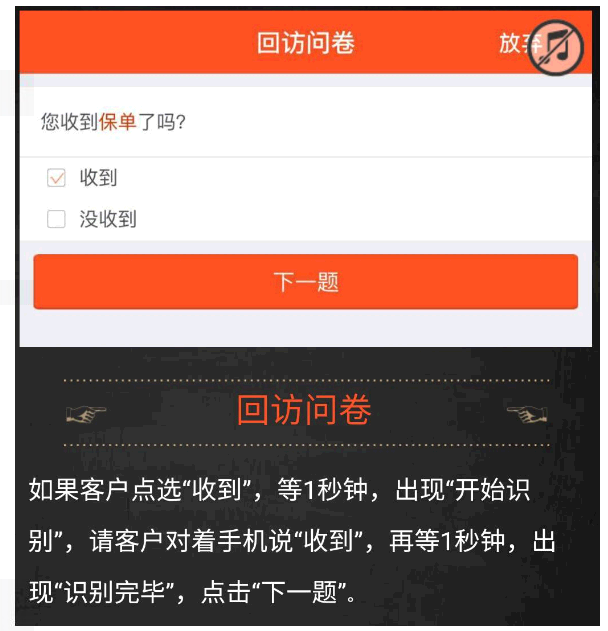 回访问卷
放弃
您收到保单了吗?
收到
没收到
下一题
回访问卷
如果客户点选“收到”，等1秒钟，出现“开始识
别”，请客户对着手机说“收到”，再等1秒钟，出
现“识别完毕”，点击“下一题”。